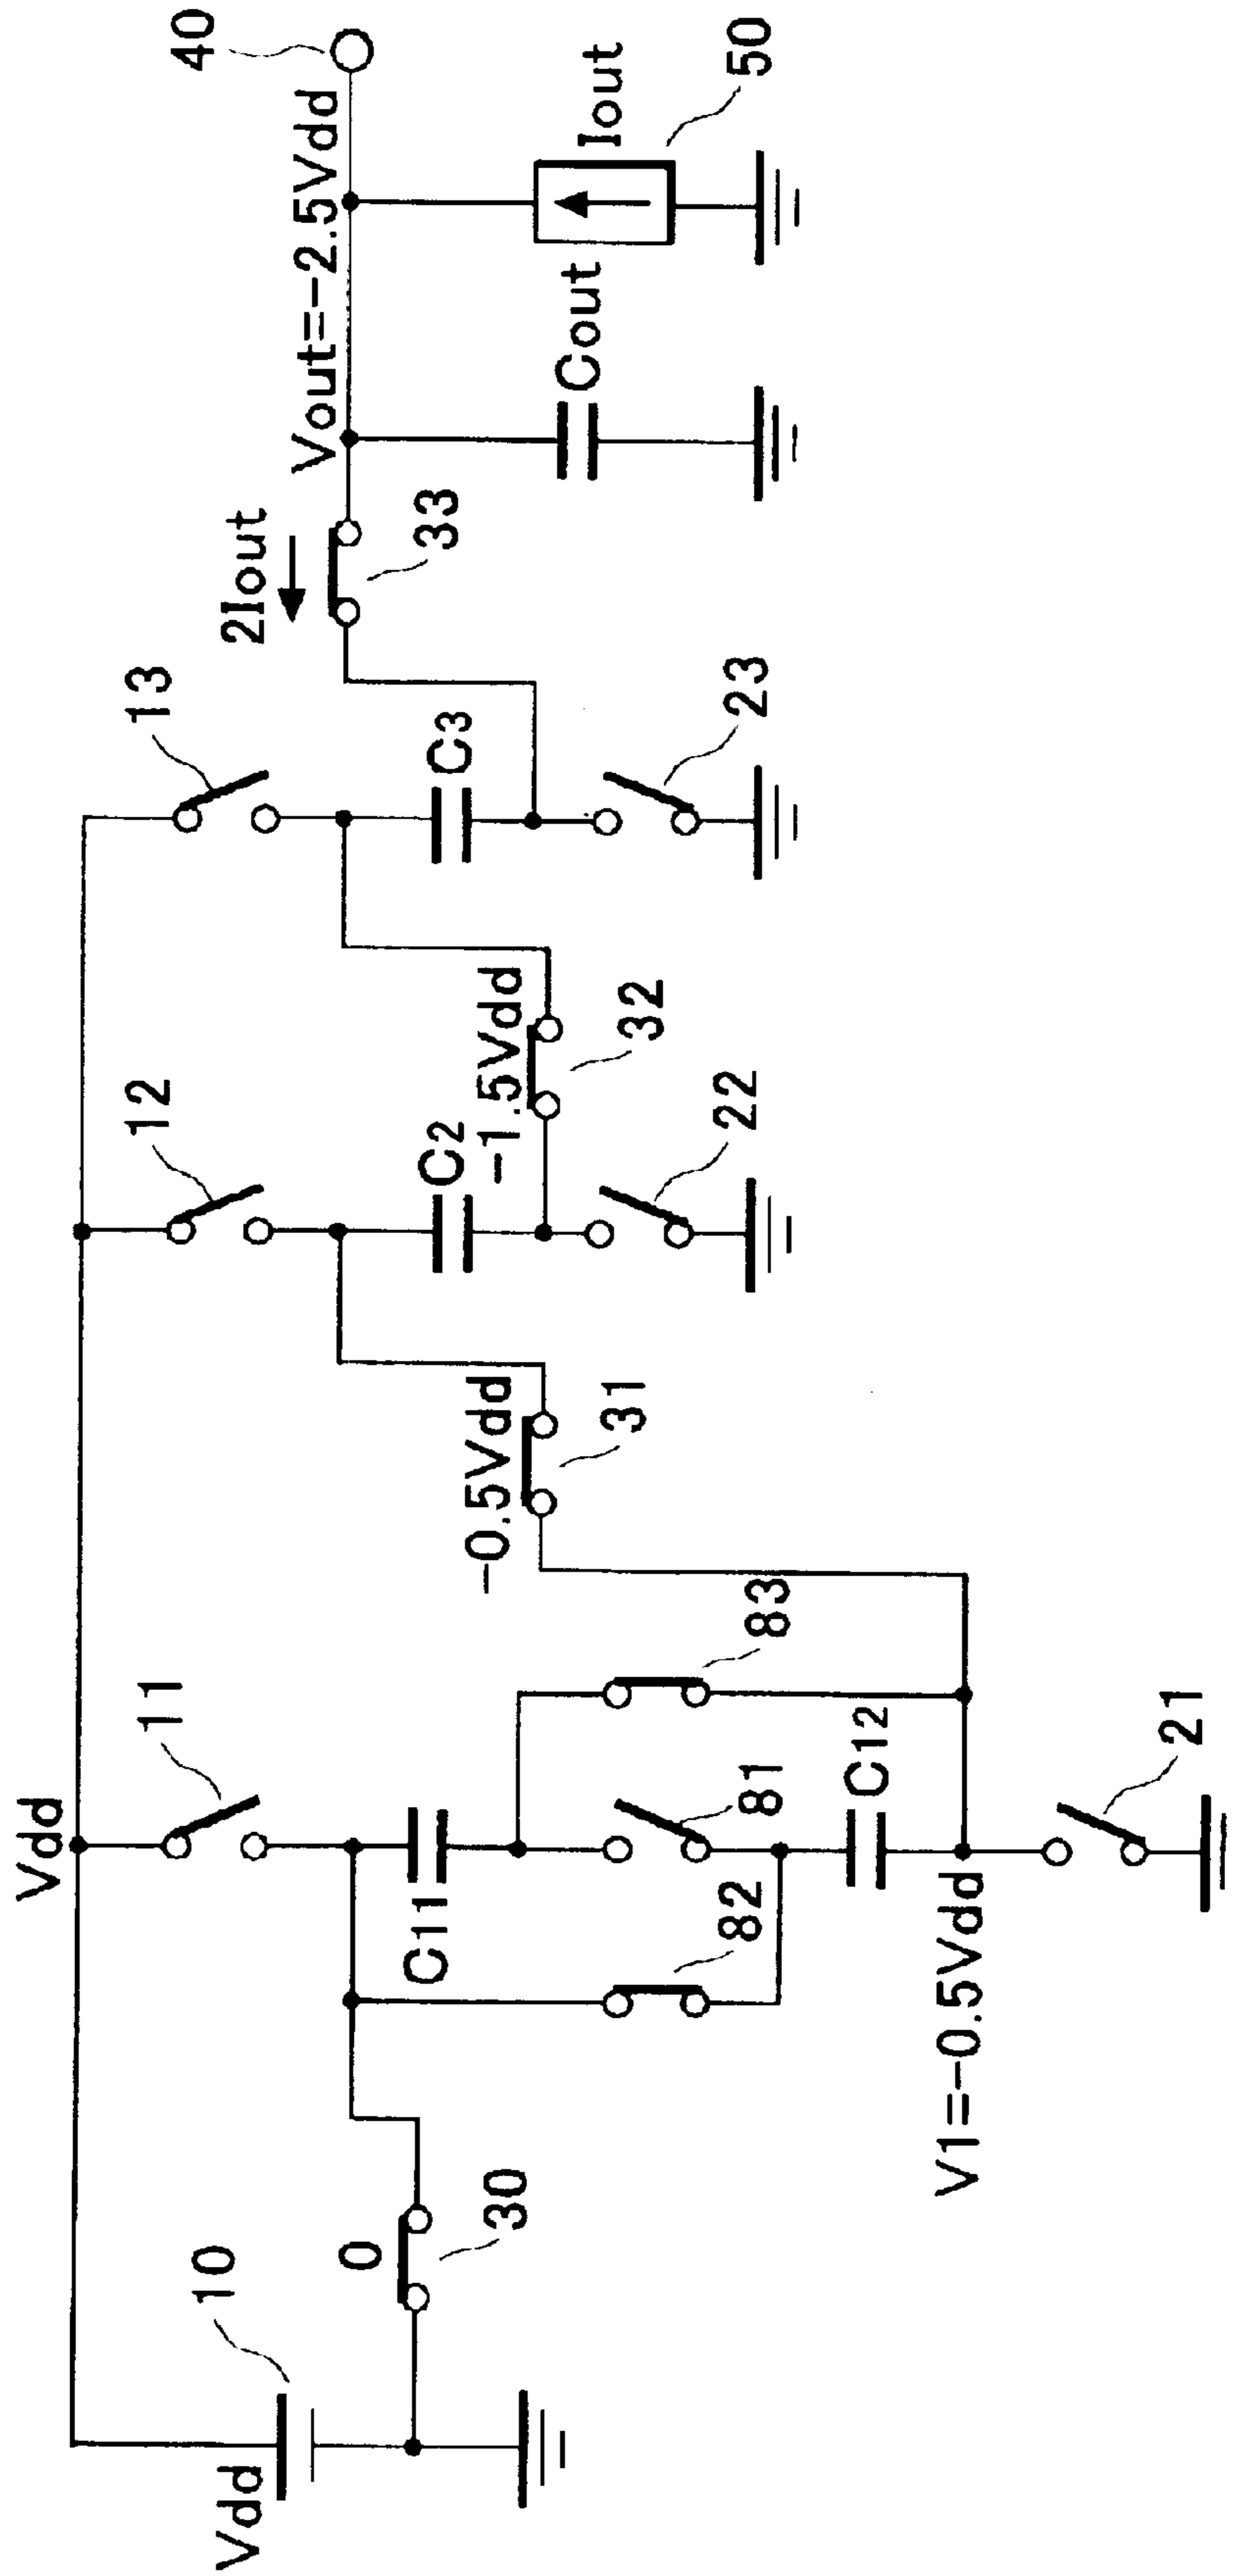 Vdd
10
Vdd
0
30
11
C11
82
81
83
C12
V1=-0.5Vdd
21
-0.5Vdd
31
12
C2
22
-1.5Vdd
32
13
C3
23
2Iout
33
Vout=-2.5Vdd
Cout
Iout
50
40